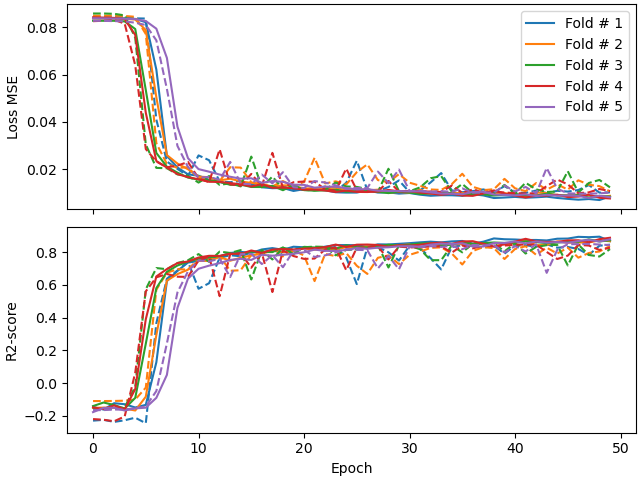 Loss MSE
0.08
0.06
0.04
0.02
Fold # 1
Fold # 2
Fold # 3
Fold # 4
Fold # 5
R2-score
0.8
0.6
0.4
0.2
0.0
−0.2
0 10 20 30 40 50
Epoch